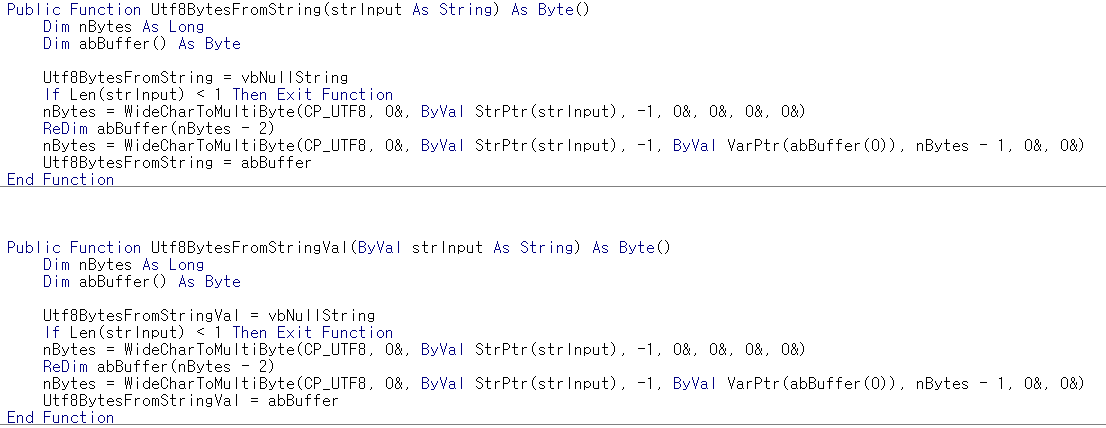 Public Function Utf8BytesFromString(strInput As String) As Byte()
    Dim nBytes As Long
    Dim abBuffer() As Byte

    Utf8BytesFromString = vbNullString
    If Len(strInput) < 1 Then Exit Function
    nBytes = WideCharToMultiByte(CP_UTF8, 0&, ByVal StrPtr(strInput), -1, 0&, 0&, 0&, 0&)
    ReDim abBuffer(nBytes - 2)
    nBytes = WideCharToMultiByte(CP_UTF8, 0&, ByVal StrPtr(strInput), -1, ByVal VarPtr(abBuffer(0)), nBytes - 1, 0&, 0&)
    Utf8BytesFromString = abBuffer
End Function

Public Function Utf8BytesFromStringVal(ByVal strInput As String) As Byte()
    Dim nBytes As Long
    Dim abBuffer() As Byte

    Utf8BytesFromStringVal = vbNullString
    If Len(strInput) < 1 Then Exit Function
    nBytes = WideCharToMultiByte(CP_UTF8, 0&, ByVal StrPtr(strInput), -1, 0&, 0&, 0&, 0&)
    ReDim abBuffer(nBytes - 2)
    nBytes = WideCharToMultiByte(CP_UTF8, 0&, ByVal StrPtr(strInput), -1, ByVal VarPtr(abBuffer(0)), nBytes - 1, 0&, 0&)
    Utf8BytesFromStringVal = abBuffer
End Function